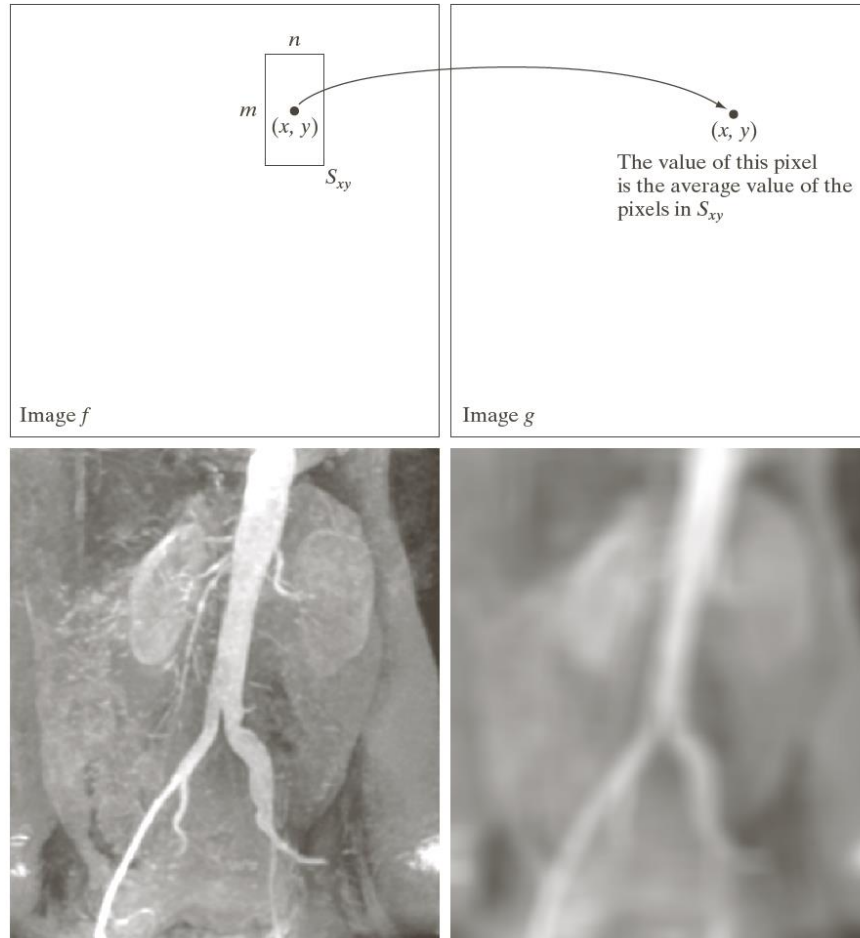 n
m
(x, y)
S_xy
Image f
(x, y)
The value of this pixel
is the average value of the
pixels in S_xy
Image g